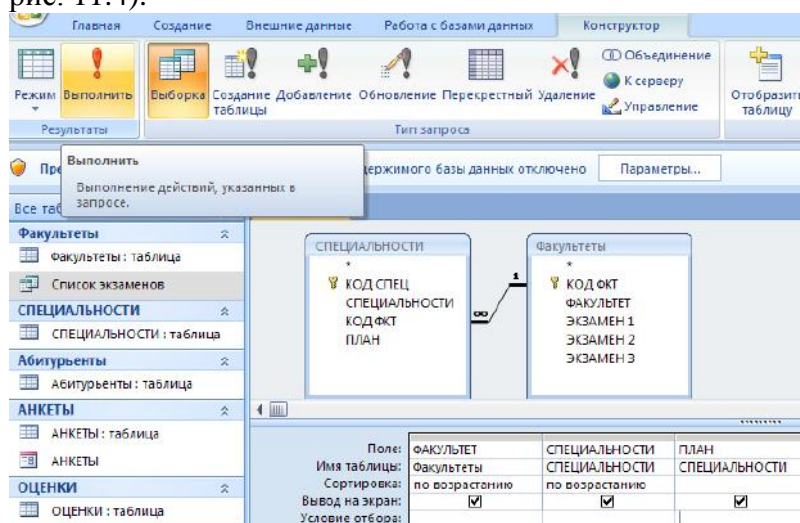 рис. 11.4).
Главная Создание Внешние данные Работа с базами данных Конструктор
Режим Выполнить Выборка Создание таблицы Добавление Обновление Перекрестный Удаление
Объединение
К серверу
Управление
Отобразить таблицу
Результаты Тип запроса
Выполнить
Выполнение действий, указанных в
запросе.
держимого базы данных отключено Параметры...
Все таб
Факультеты
Факультеты : таблица
Список экзаменов
СПЕЦИАЛЬНОСТИ
СПЕЦИАЛЬНОСТИ : таблица
Абитурьенты
Абитурьенты : таблица
АНКЕТЫ
АНКЕТЫ : таблица
АНКЕТЫ
ОЦЕНКИ
ОЦЕНКИ : таблица
СПЕЦИАЛЬНОСТИ
*
КОД СПЕЦ
СПЕЦИАЛЬНОСТИ
КОД ФКТ
ПЛАН
∞ 1
Факультеты
*
КОД ФКТ
ФАКУЛЬТЕТ
ЭКЗАМЕН 1
ЭКЗАМЕН 2
ЭКЗАМЕН 3
Поле: ФАКУЛЬТЕТ СПЕЦИАЛЬНОСТИ ПЛАН
Имя таблицы: Факультеты СПЕЦИАЛЬНОСТИ СПЕЦИАЛЬНОСТИ
Сортировка: по возрастанию по возрастанию
Вывод на экран:
Условие отбора: